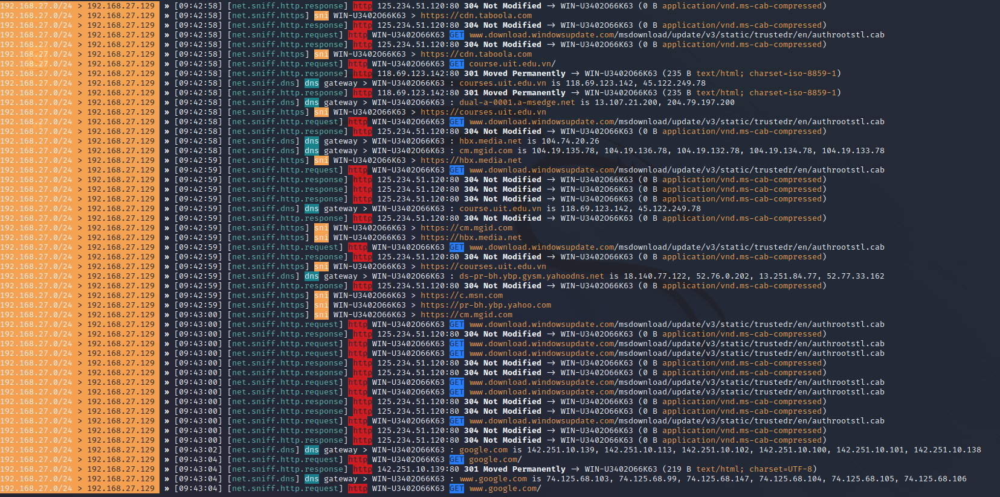 192.168.27.0/24 > 192.168.27.129 » [09:42:58] [net.sniff.http.response] http 125.234.51.120:80 304 Not Modified → WIN-U3402O66K63 (0 B application/vnd.ms-cab-compressed)
192.168.27.0/24 > 192.168.27.129 » [09:42:58] [net.sniff.https] sni WIN-U3402O66K63 > https://cdn.taboola.com
192.168.27.0/24 > 192.168.27.129 » [09:42:58] [net.sniff.http.response] http 125.234.51.120:80 304 Not Modified → WIN-U3402O66K63 (0 B application/vnd.ms-cab-compressed)
192.168.27.0/24 > 192.168.27.129 » [09:42:58] [net.sniff.http.request] http WIN-U3402O66K63 GET www.download.windowsupdate.com/msdownload/update/v3/static/trustedr/en/authrootstl.cab
192.168.27.0/24 > 192.168.27.129 » [09:42:58] [net.sniff.http.response] http 125.234.51.120:80 304 Not Modified → WIN-U3402O66K63 (0 B application/vnd.ms-cab-compressed)
192.168.27.0/24 > 192.168.27.129 » [09:42:58] [net.sniff.https] sni WIN-U3402O66K63 > https://cdn.taboola.com
192.168.27.0/24 > 192.168.27.129 » [09:42:58] [net.sniff.http.request] http WIN-U3402O66K63 GET course.uit.edu.vn/
192.168.27.0/24 > 192.168.27.129 » [09:42:58] [net.sniff.http.response] http 118.69.123.142:80 301 Moved Permanently → WIN-U3402O66K63 (235 B text/html; charset=iso-8859-1)
192.168.27.0/24 > 192.168.27.129 » [09:42:58] [net.sniff.dns] dns gateway > WIN-U3402O66K63 : courses.uit.edu.vn is 118.69.123.142, 45.122.249.78
192.168.27.0/24 > 192.168.27.129 » [09:42:58] [net.sniff.http.response] http 118.69.123.142:80 301 Moved Permanently → WIN-U3402O66K63 (235 B text/html; charset=iso-8859-1)
192.168.27.0/24 > 192.168.27.129 » [09:42:58] [net.sniff.dns] dns gateway > WIN-U3402O66K63 : dual-a-0001.a-msedge.net is 13.107.21.200, 204.79.197.200
192.168.27.0/24 > 192.168.27.129 » [09:42:58] [net.sniff.https] sni WIN-U3402O66K63 > https://courses.uit.edu.vn
192.168.27.0/24 > 192.168.27.129 » [09:42:58] [net.sniff.http.request] http WIN-U3402O66K63 GET www.download.windowsupdate.com/msdownload/update/v3/static/trustedr/en/authrootstl.cab
192.168.27.0/24 > 192.168.27.129 » [09:42:58] [net.sniff.http.response] http 125.234.51.120:80 304 Not Modified → WIN-U3402O66K63 (0 B application/vnd.ms-cab-compressed)
192.168.27.0/24 > 192.168.27.129 » [09:42:58] [net.sniff.dns] dns gateway > WIN-U3402O66K63 : hbx.media.net is 104.74.20.26
192.168.27.0/24 > 192.168.27.129 » [09:42:58] [net.sniff.dns] dns gateway > WIN-U3402O66K63 : cm.mgid.com is 104.19.135.78, 104.19.136.78, 104.19.132.78, 104.19.134.78, 104.19.133.78
192.168.27.0/24 > 192.168.27.129 » [09:42:59] [net.sniff.https] sni WIN-U3402O66K63 > https://hbx.media.net
192.168.27.0/24 > 192.168.27.129 » [09:42:59] [net.sniff.http.request] http WIN-U3402O66K63 GET www.download.windowsupdate.com/msdownload/update/v3/static/trustedr/en/authrootstl.cab
192.168.27.0/24 > 192.168.27.129 » [09:42:59] [net.sniff.http.response] http 125.234.51.120:80 304 Not Modified → WIN-U3402O66K63 (0 B application/vnd.ms-cab-compressed)
192.168.27.0/24 > 192.168.27.129 » [09:42:59] [net.sniff.http.response] http 125.234.51.120:80 304 Not Modified → WIN-U3402O66K63 (0 B application/vnd.ms-cab-compressed)
192.168.27.0/24 > 192.168.27.129 » [09:42:59] [net.sniff.http.response] http 125.234.51.120:80 304 Not Modified → WIN-U3402O66K63 (0 B application/vnd.ms-cab-compressed)
192.168.27.0/24 > 192.168.27.129 » [09:42:59] [net.sniff.dns] dns gateway > WIN-U3402O66K63 : course.uit.edu.vn is 118.69.123.142, 45.122.249.78
192.168.27.0/24 > 192.168.27.129 » [09:42:59] [net.sniff.http.response] http 125.234.51.120:80 304 Not Modified → WIN-U3402O66K63 (0 B application/vnd.ms-cab-compressed)
192.168.27.0/24 > 192.168.27.129 » [09:42:59] [net.sniff.https] sni WIN-U3402O66K63 > https://cm.mgid.com
192.168.27.0/24 > 192.168.27.129 » [09:42:59] [net.sniff.https] sni WIN-U3402O66K63 > https://hbx.media.net
192.168.27.0/24 > 192.168.27.129 » [09:42:59] [net.sniff.http.request] http WIN-U3402O66K63 GET www.download.windowsupdate.com/msdownload/update/v3/static/trustedr/en/authrootstl.cab
192.168.27.0/24 > 192.168.27.129 » [09:42:59] [net.sniff.http.response] http 125.234.51.120:80 304 Not Modified → WIN-U3402O66K63 (0 B application/vnd.ms-cab-compressed)
192.168.27.0/24 > 192.168.27.129 » [09:42:59] [net.sniff.https] sni WIN-U3402O66K63 > https://courses.uit.edu.vn
192.168.27.0/24 > 192.168.27.129 » [09:42:59] [net.sniff.dns] dns gateway > WIN-U3402O66K63 : ds-pr-bh.ybp.gysm.yahoodns.net is 18.140.77.122, 52.76.0.202, 13.251.84.77, 52.77.33.162
192.168.27.0/24 > 192.168.27.129 » [09:42:59] [net.sniff.http.response] http 125.234.51.120:80 304 Not Modified → WIN-U3402O66K63 (0 B application/vnd.ms-cab-compressed)
192.168.27.0/24 > 192.168.27.129 » [09:42:59] [net.sniff.https] sni WIN-U3402O66K63 > https://c.msn.com
192.168.27.0/24 > 192.168.27.129 » [09:42:59] [net.sniff.https] sni WIN-U3402O66K63 > https://pr-bh.ybp.yahoo.com
192.168.27.0/24 > 192.168.27.129 » [09:43:00] [net.sniff.https] sni WIN-U3402O66K63 > https://cm.mgid.com
192.168.27.0/24 > 192.168.27.129 » [09:43:00] [net.sniff.http.request] http WIN-U3402O66K63 GET www.download.windowsupdate.com/msdownload/update/v3/static/trustedr/en/authrootstl.cab
192.168.27.0/24 > 192.168.27.129 » [09:43:00] [net.sniff.http.response] http 125.234.51.120:80 304 Not Modified → WIN-U3402O66K63 (0 B application/vnd.ms-cab-compressed)
192.168.27.0/24 > 192.168.27.129 » [09:43:00] [net.sniff.http.request] http WIN-U3402O66K63 GET www.download.windowsupdate.com/msdownload/update/v3/static/trustedr/en/authrootstl.cab
192.168.27.0/24 > 192.168.27.129 » [09:43:00] [net.sniff.http.request] http WIN-U3402O66K63 GET www.download.windowsupdate.com/msdownload/update/v3/static/trustedr/en/authrootstl.cab
192.168.27.0/24 > 192.168.27.129 » [09:43:00] [net.sniff.http.response] http 125.234.51.120:80 304 Not Modified → WIN-U3402O66K63 (0 B application/vnd.ms-cab-compressed)
192.168.27.0/24 > 192.168.27.129 » [09:43:00] [net.sniff.http.response] http 125.234.51.120:80 304 Not Modified → WIN-U3402O66K63 (0 B application/vnd.ms-cab-compressed)
192.168.27.0/24 > 192.168.27.129 » [09:43:00] [net.sniff.http.request] http WIN-U3402O66K63 GET www.download.windowsupdate.com/msdownload/update/v3/static/trustedr/en/authrootstl.cab
192.168.27.0/24 > 192.168.27.129 » [09:43:00] [net.sniff.http.request] http WIN-U3402O66K63 GET www.download.windowsupdate.com/msdownload/update/v3/static/trustedr/en/authrootstl.cab
192.168.27.0/24 > 192.168.27.129 » [09:43:00] [net.sniff.http.response] http 125.234.51.120:80 304 Not Modified → WIN-U3402O66K63 (0 B application/vnd.ms-cab-compressed)
192.168.27.0/24 > 192.168.27.129 » [09:43:00] [net.sniff.http.response] http 125.234.51.120:80 304 Not Modified → WIN-U3402O66K63 (0 B application/vnd.ms-cab-compressed)
192.168.27.0/24 > 192.168.27.129 » [09:43:00] [net.sniff.http.request] http WIN-U3402O66K63 GET www.download.windowsupdate.com/msdownload/update/v3/static/trustedr/en/authrootstl.cab
192.168.27.0/24 > 192.168.27.129 » [09:43:00] [net.sniff.http.response] http 125.234.51.120:80 304 Not Modified → WIN-U3402O66K63 (0 B application/vnd.ms-cab-compressed)
192.168.27.0/24 > 192.168.27.129 » [09:43:00] [net.sniff.http.response] http 125.234.51.120:80 304 Not Modified → WIN-U3402O66K63 (0 B application/vnd.ms-cab-compressed)
192.168.27.0/24 > 192.168.27.129 » [09:43:02] [net.sniff.dns] dns gateway > WIN-U3402O66K63 : google.com is 142.251.10.139, 142.251.10.113, 142.251.10.102, 142.251.10.100, 142.251.10.101, 142.251.10.138
192.168.27.0/24 > 192.168.27.129 » [09:43:04] [net.sniff.http.request] http WIN-U3402O66K63 GET google.com/
192.168.27.0/24 > 192.168.27.129 » [09:43:04] [net.sniff.http.response] http 142.251.10.139:80 301 Moved Permanently → WIN-U3402O66K63 (219 B text/html; charset=UTF-8)
192.168.27.0/24 > 192.168.27.129 » [09:43:04] [net.sniff.dns] dns gateway > WIN-U3402O66K63 : www.google.com is 74.125.68.103, 74.125.68.99, 74.125.68.147, 74.125.68.104, 74.125.68.105, 74.125.68.106
192.168.27.0/24 > 192.168.27.129 » [09:43:04] [net.sniff.http.request] http WIN-U3402O66K63 GET www.google.com/